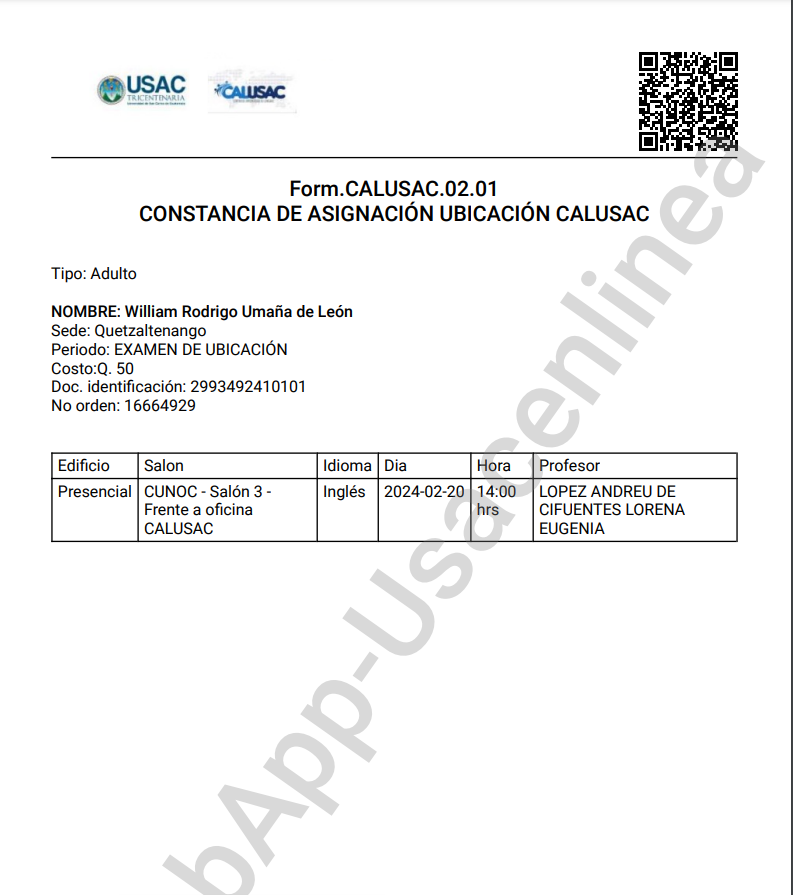 USAC
TRICENTENARIA
Universidad de San Carlos de Guatemala
CALUSAC
Form.CALUSAC.02.01
CONSTANCIA DE ASIGNACIÓN UBICACIÓN CALUSAC
Tipo: Adulto
NOMBRE: William Rodrigo Umaña de León
Sede: Quetzaltenango
Periodo: EXAMEN DE UBICACIÓN
Costo:Q. 50
Doc. identificación: 2993492410101
No orden: 16664929
Edificio Salon Idioma Dia Hora Profesor
Presencial CUNOC - Salón 3 - Inglés 2024-02-20 14:00 LOPEZ ANDREU DE
Frente a oficina hrs CIFUENTES LORENA
CALUSAC EUGENIA
bApp-Usacenlinea